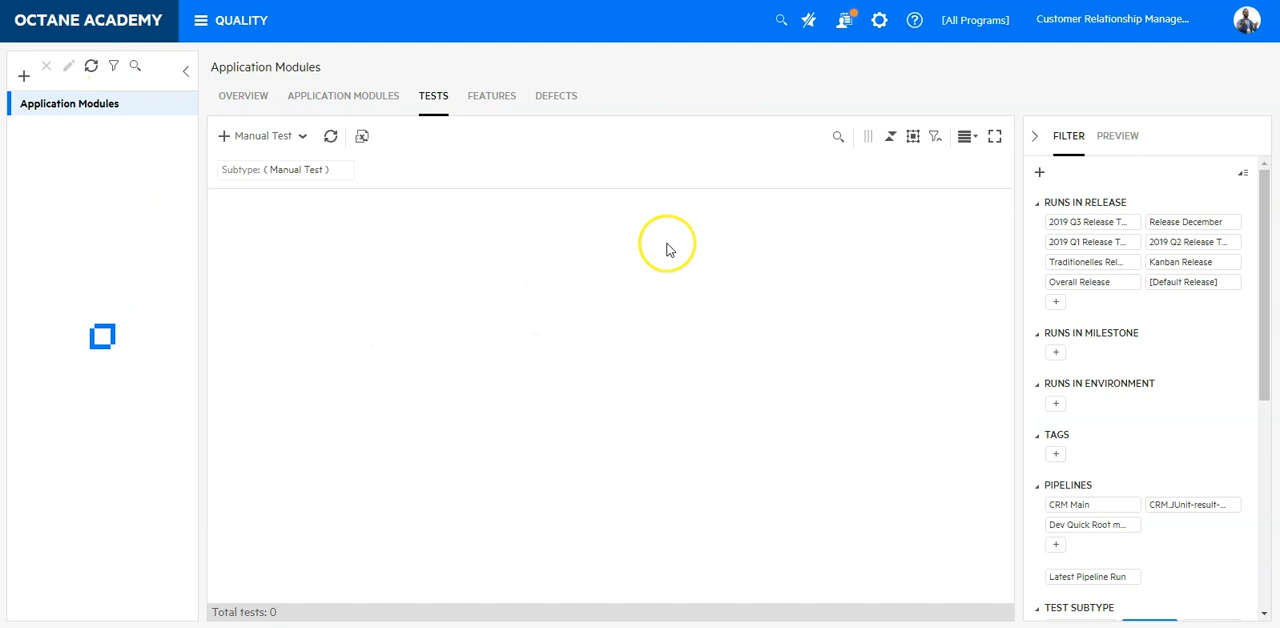 OCTANE ACADEMY
QUALITY
[All Programs]
Customer Relationship Manage...
Application Modules
Application Modules
OVERVIEW
APPLICATION MODULES
TESTS
FEATURES
DEFECTS
Manual Test
Subtype: ( Manual Test )
Total tests: 0
FILTER
PREVIEW
RUNS IN RELEASE
2019 Q3 Release T...
Release December
2019 Q1 Release T...
2019 Q2 Release T...
Traditionelles Rel...
Kanban Release
Overall Release
[Default Release]
RUNS IN MILESTONE
RUNS IN ENVIRONMENT
TAGS
PIPELINES
CRM Main
CRM.JUnit-result-...
Dev Quick Root m...
Latest Pipeline Run
TEST SUBTYPE